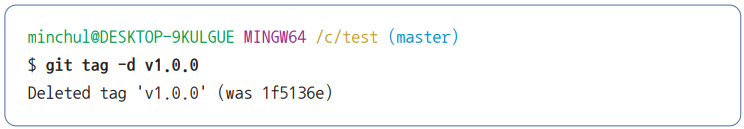 minchul@DESKTOP-9KULGUE MINGW64 /c/test (master)
$ git tag -d v1.0.0
Deleted tag 'v1.0.0' (was 1f5136e)